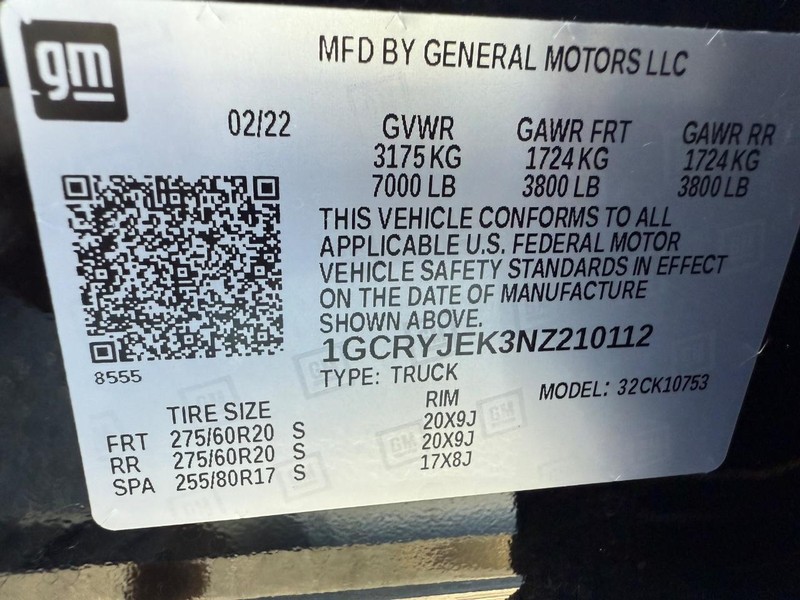 gm
MFD BY GENERAL MOTORS LLC
02/22 GVWR GAWR FRT GAWR RR
3175 KG 1724 KG 1724 KG
7000 LB 3800 LB 3800 LB
THIS VEHICLE CONFORMS TO ALL
APPLICABLE U.S. FEDERAL MOTOR
VEHICLE SAFETY STANDARDS IN EFFECT
ON THE DATE OF MANUFACTURE
SHOWN ABOVE.
1GCRYJEK3NZ210112
8555
TYPE: TRUCK MODEL: 32CK10753
TIRE SIZE RIM
FRT 275/60R20 S 20X9J
RR 275/60R20 S 20X9J
SPA 255/80R17 S 17X8J